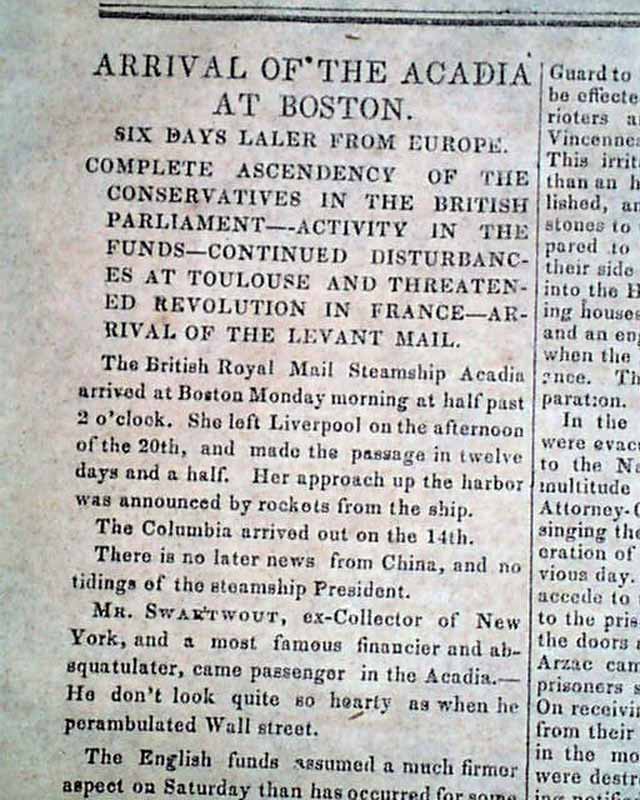 ARRIVAL OF THE ACADIA
AT BOSTON.
SIX DAYS LALER FROM EUROPE.
COMPLETE ASCENDENCY OF THE
CONSERVATIVES IN THE BRITISH
PARLIAMENT—-ACTIVITY IN THE
FUNDS—CONTINUED DISTURBANC-
ES AT TOULOUSE AND THREATEN-
ED REVOLUTION IN FRANCE—AR-
RIVAL OF THE LEVANT MAIL.
The British Royal Mail Steamship Acadia
arrived at Boston Monday morning at half past
2 o'clock. She left Liverpool on the afternoon
of the 20th, and made the passage in twelve
days and a half. Her approach up the harbor
was announced by rockets from the ship.
The Columbia arrived out on the 14th.
There is no later news from China, and no
tidings of the steamship President.
MR. SWARTWOUT, ex-Collector of New
York, and a most famous financier and ab-
squatulater, came passenger in the Acadia.—
He don't look quite so hearty as when he
perambulated Wall street.
The English funds assumed a much firmer
aspect on Saturday than has occurred for some
Guard to
be effecte
rioters a
Vincennes
This irrit
than an h
lished, an
stones to
pared to
their side
into the H
ing houses
and an eng
when the
ence. Th
paration.
In the
were evacu
to the Na
multitude
Attorney-G
singing the
eration of
vious day.
accede to
to the pris
the doors a
Arzac cam
prisoners s
On receivin
from their
in the mo
were destr
ing notified